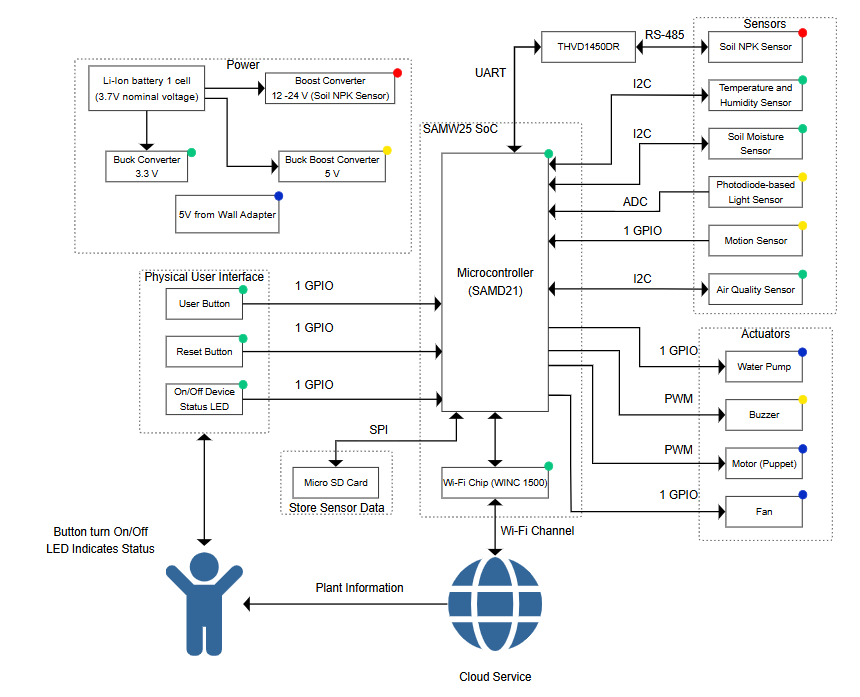 Sensors
THVD1450DR
RS-485
Soil NPK Sensor
UART
Power
Li-Ion battery 1 cell
(3.7V nominal voltage)
Boost Converter
12 -24 V (Soil NPK Sensor)
I2C
Temperature and
Humidity Sensor
SAMW25 SoC
I2C
Soil Moisture
Sensor
Buck Converter
3.3 V
Buck Boost Converter
5 V
Photodiode-based
Light Sensor
ADC
5V from Wall Adapter
1 GPIO
Motion Sensor
Physical User Interface
Microcontroller
(SAMD21)
I2C
Air Quality Sensor
1 GPIO
User Button
1 GPIO
Reset Button
1 GPIO
On/Off Device
Status LED
Actuators
1 GPIO
Water Pump
PWM
Buzzer
PWM
Motor (Puppet)
1 GPIO
Fan
SPI
Micro SD Card
Store Sensor Data
Wi-Fi Chip (WINC 1500)
Wi-Fi Channel
Button turn On/Off
LED Indicates Status
Plant Information
Cloud Service